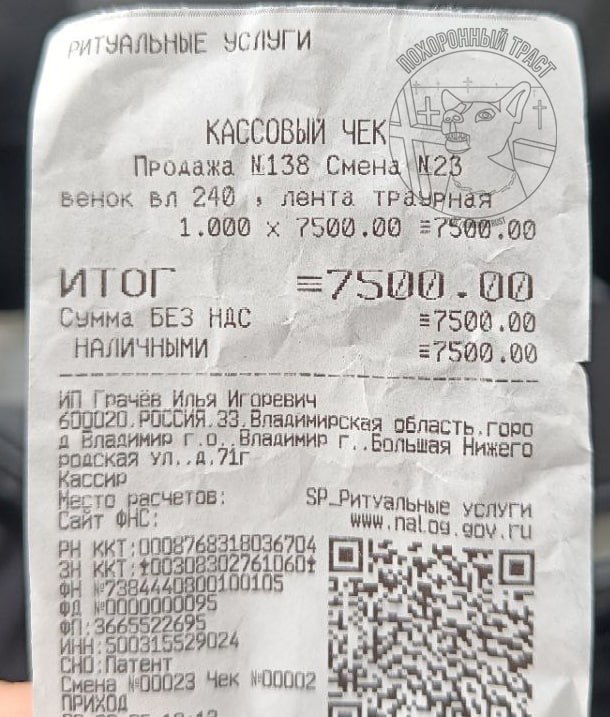 РИТУАЛЬНЫЕ УСЛУГИ
ПОХОРОННЫЙ ТРАСТ
КАССОВЫЙ ЧЕК
Продажа №138 Смена №23
венок вл 240 , лента траурная
1.000 x 7500.00 ≡7500.00
ИТОГ ≡7500.00
Сумма БЕЗ НДС ≡7500.00
НАЛИЧНЫМИ ≡7500.00
ИП Грачёв Илья Игоревич
600020,РОССИЯ,33,Владимирская область,горо
д Владимир г.о.,Владимир г.,Большая Нижего
родская ул.,д.71г
Кассир
Место расчетов: SP_Ритуальные услуги
Сайт ФНС: www.nalog.gov.ru
РН ККТ:0008768318036704
ЗН ККТ:‡00308302761060‡
ФН №7384440800100105
ФД №0000000095
ФП:3665522695
ИНН:500315529024
СНО:Патент
Смена №00023 Чек №00002
ПРИХОД